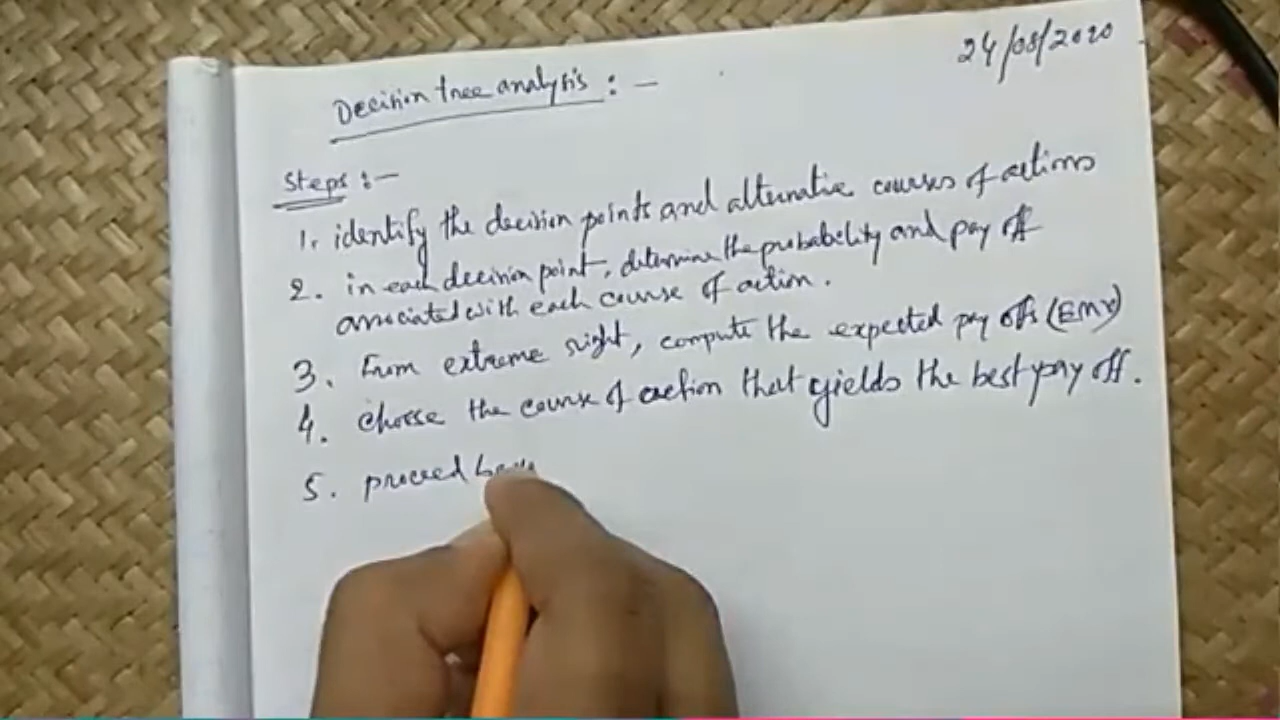 24/08/2020
Decision tree analysis : -
Steps :-
1. identify the decision points and alternative courses of actions
2. in each decision point, determine the probability and pay off
associated with each course of action.
3. From extreme right, compute the expected pay offs (EMV)
4. choose the course of action that yields the best pay off.
5. proceed